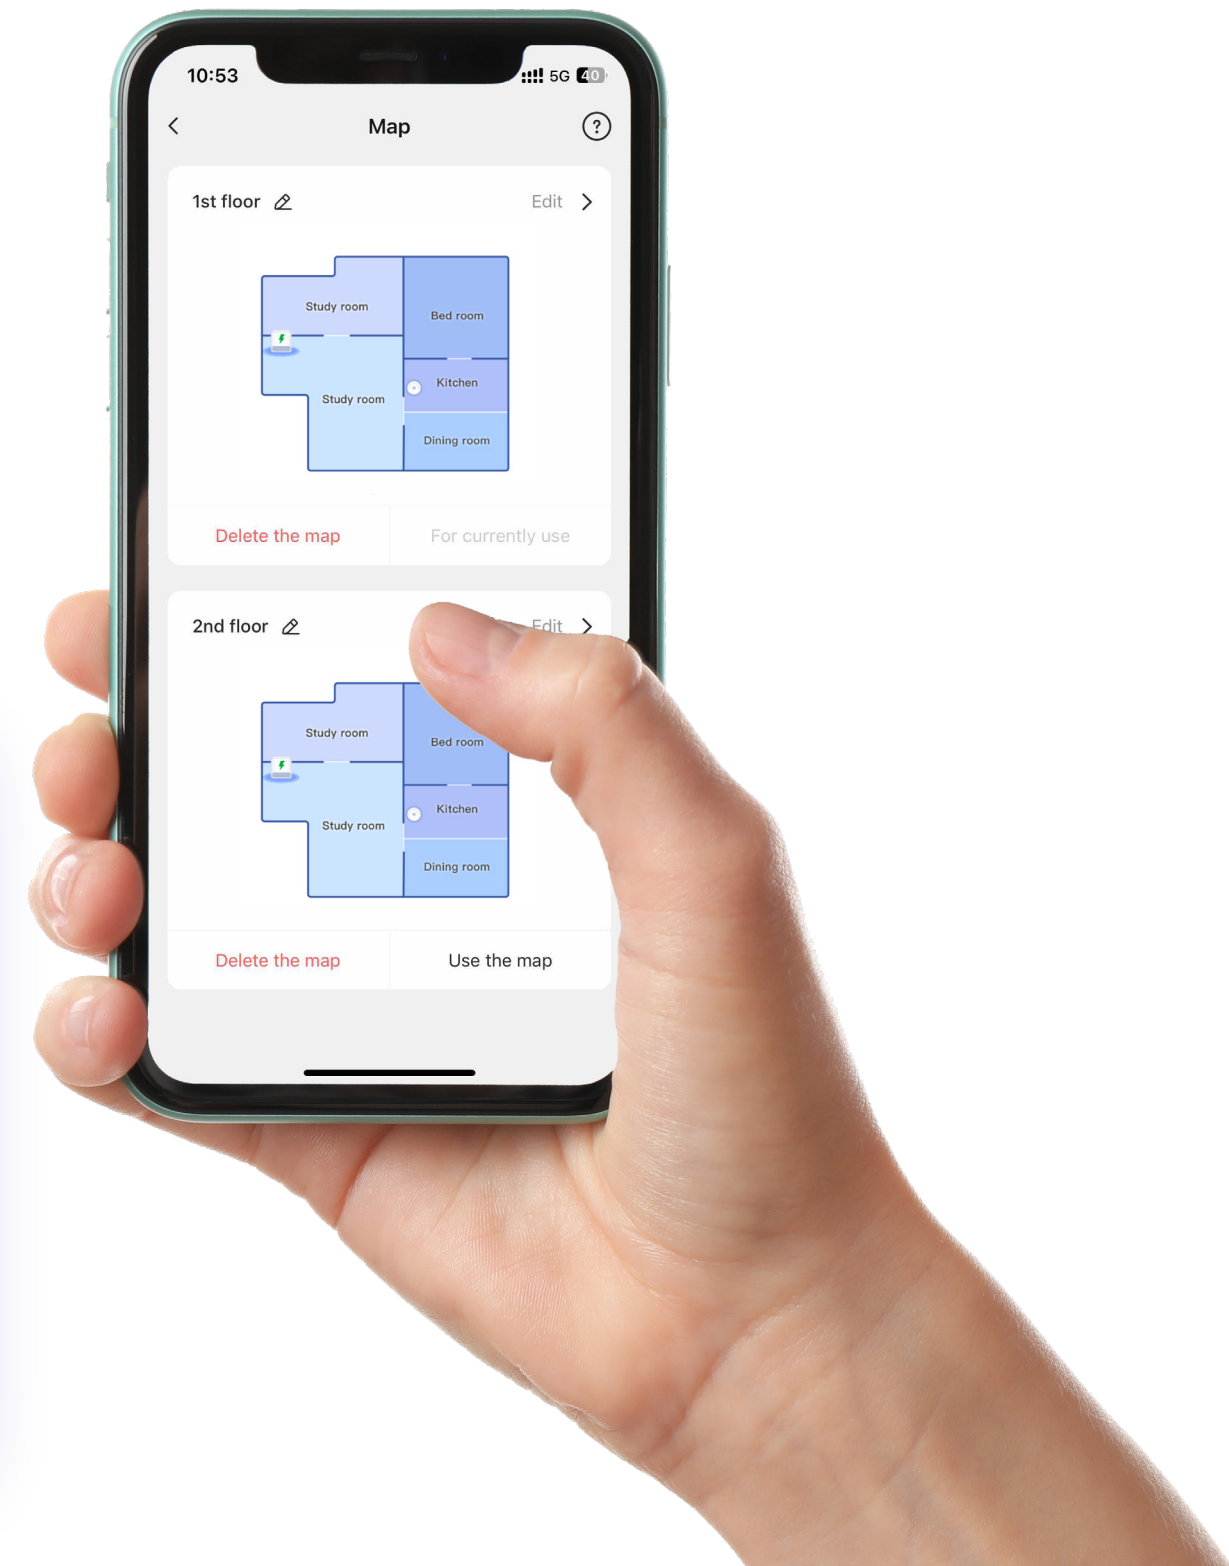 10:53 5G 40
Map ?
1st floor Edit
Study room
Bed room
Kitchen
Study room
Dining room
Delete the map For currently use
2nd floor Edit
Study room
Bed room
Kitchen
Study room
Dining room
Delete the map Use the map